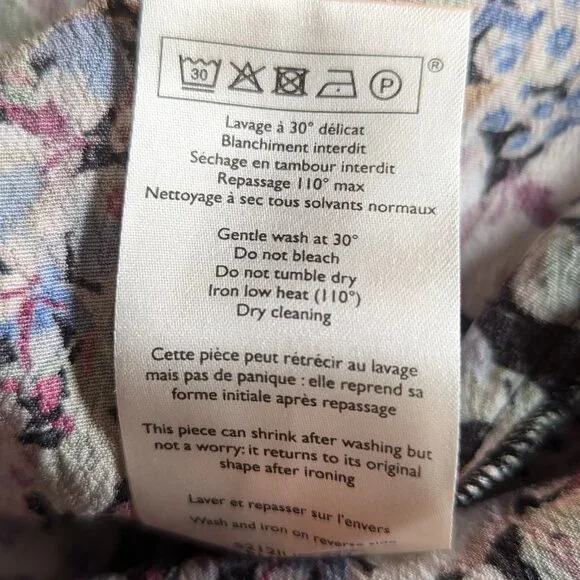 30 P ®
Lavage à 30° délicat
Blanchiment interdit
Séchage en tambour interdit
Repassage 110° max
Nettoyage à sec tous solvants normaux
Gentle wash at 30°
Do not bleach
Do not tumble dry
Iron low heat (110°)
Dry cleaning
Cette pièce peut rétrécir au lavage
mais pas de panique : elle reprend sa
forme initiale après repassage
This piece can shrink after washing but
not a worry: it returns to its original
shape after ironing
Laver et repasser sur l'envers
Wash and iron on reverse side